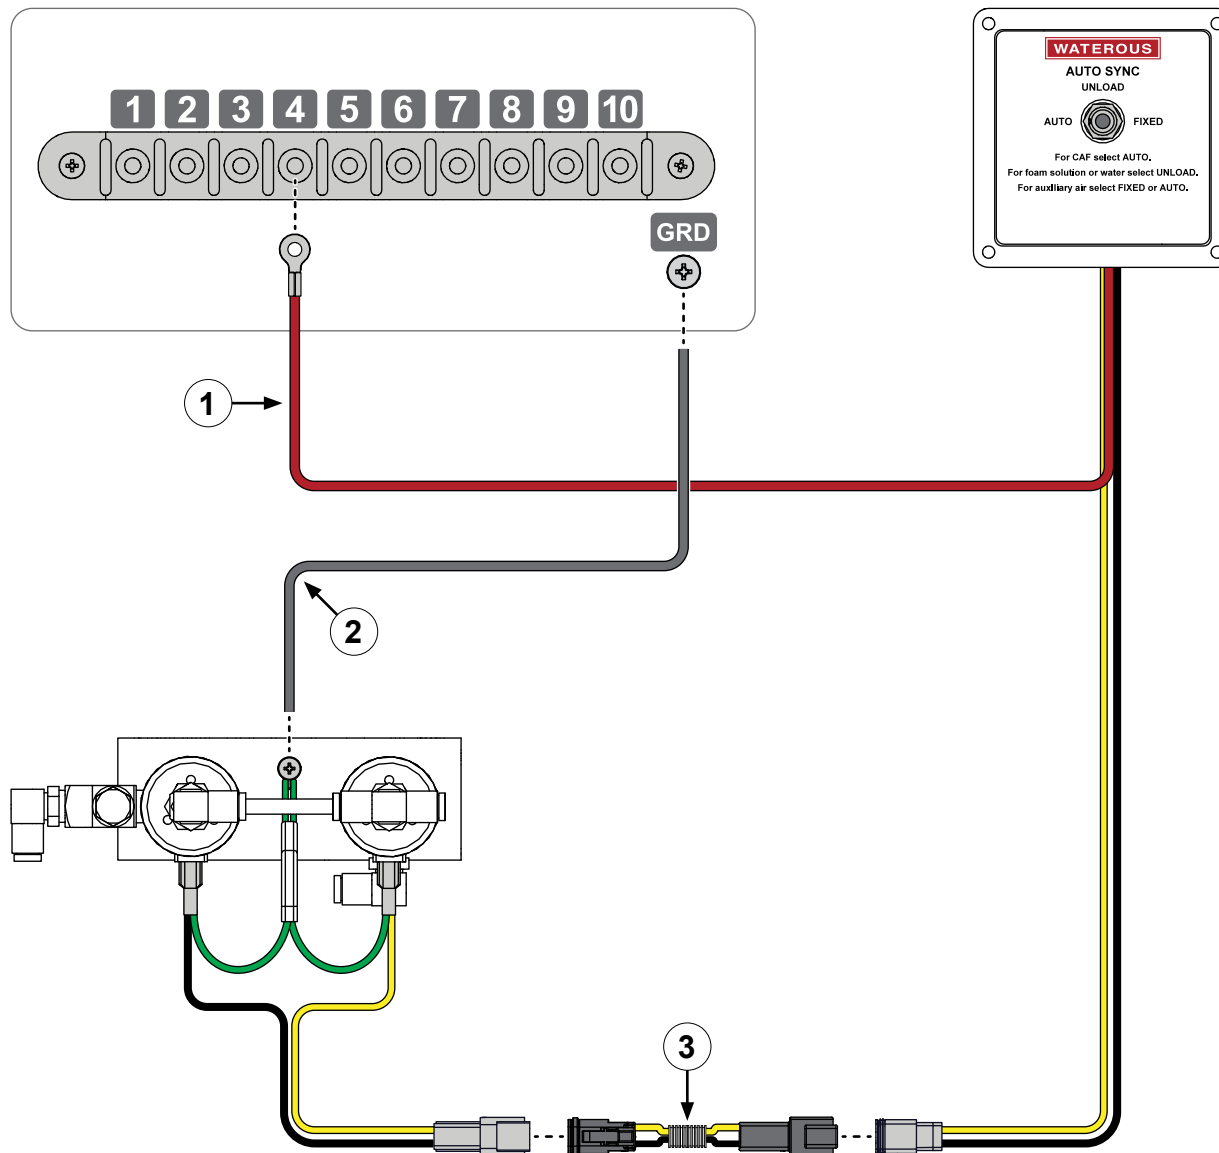 1 2 3 4 5 6 7 8 9 10
GRD
WATEROUS
AUTO SYNC
UNLOAD
AUTO FIXED
For CAF select AUTO.
For foam solution or water select UNLOAD.
For auxiliary air select FIXED or AUTO.
1
2
3